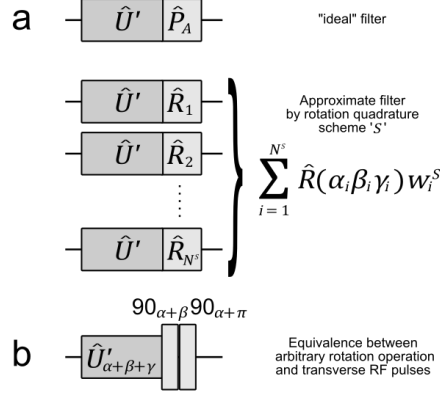 a
Û′ P̂_A
"ideal" filter
Û′ R̂_1
Û′ R̂_2
Û′ R̂_{N^s}
Approximate filter
by rotation quadrature
scheme 'S'
∑_{i=1}^{N^s} R̂(α_i β_i γ_i) w_i^S
b
90_{α+β} 90_{α+π}
Û′_{α+β+γ}
Equivalence between
arbitrary rotation operation
and transverse RF pulses